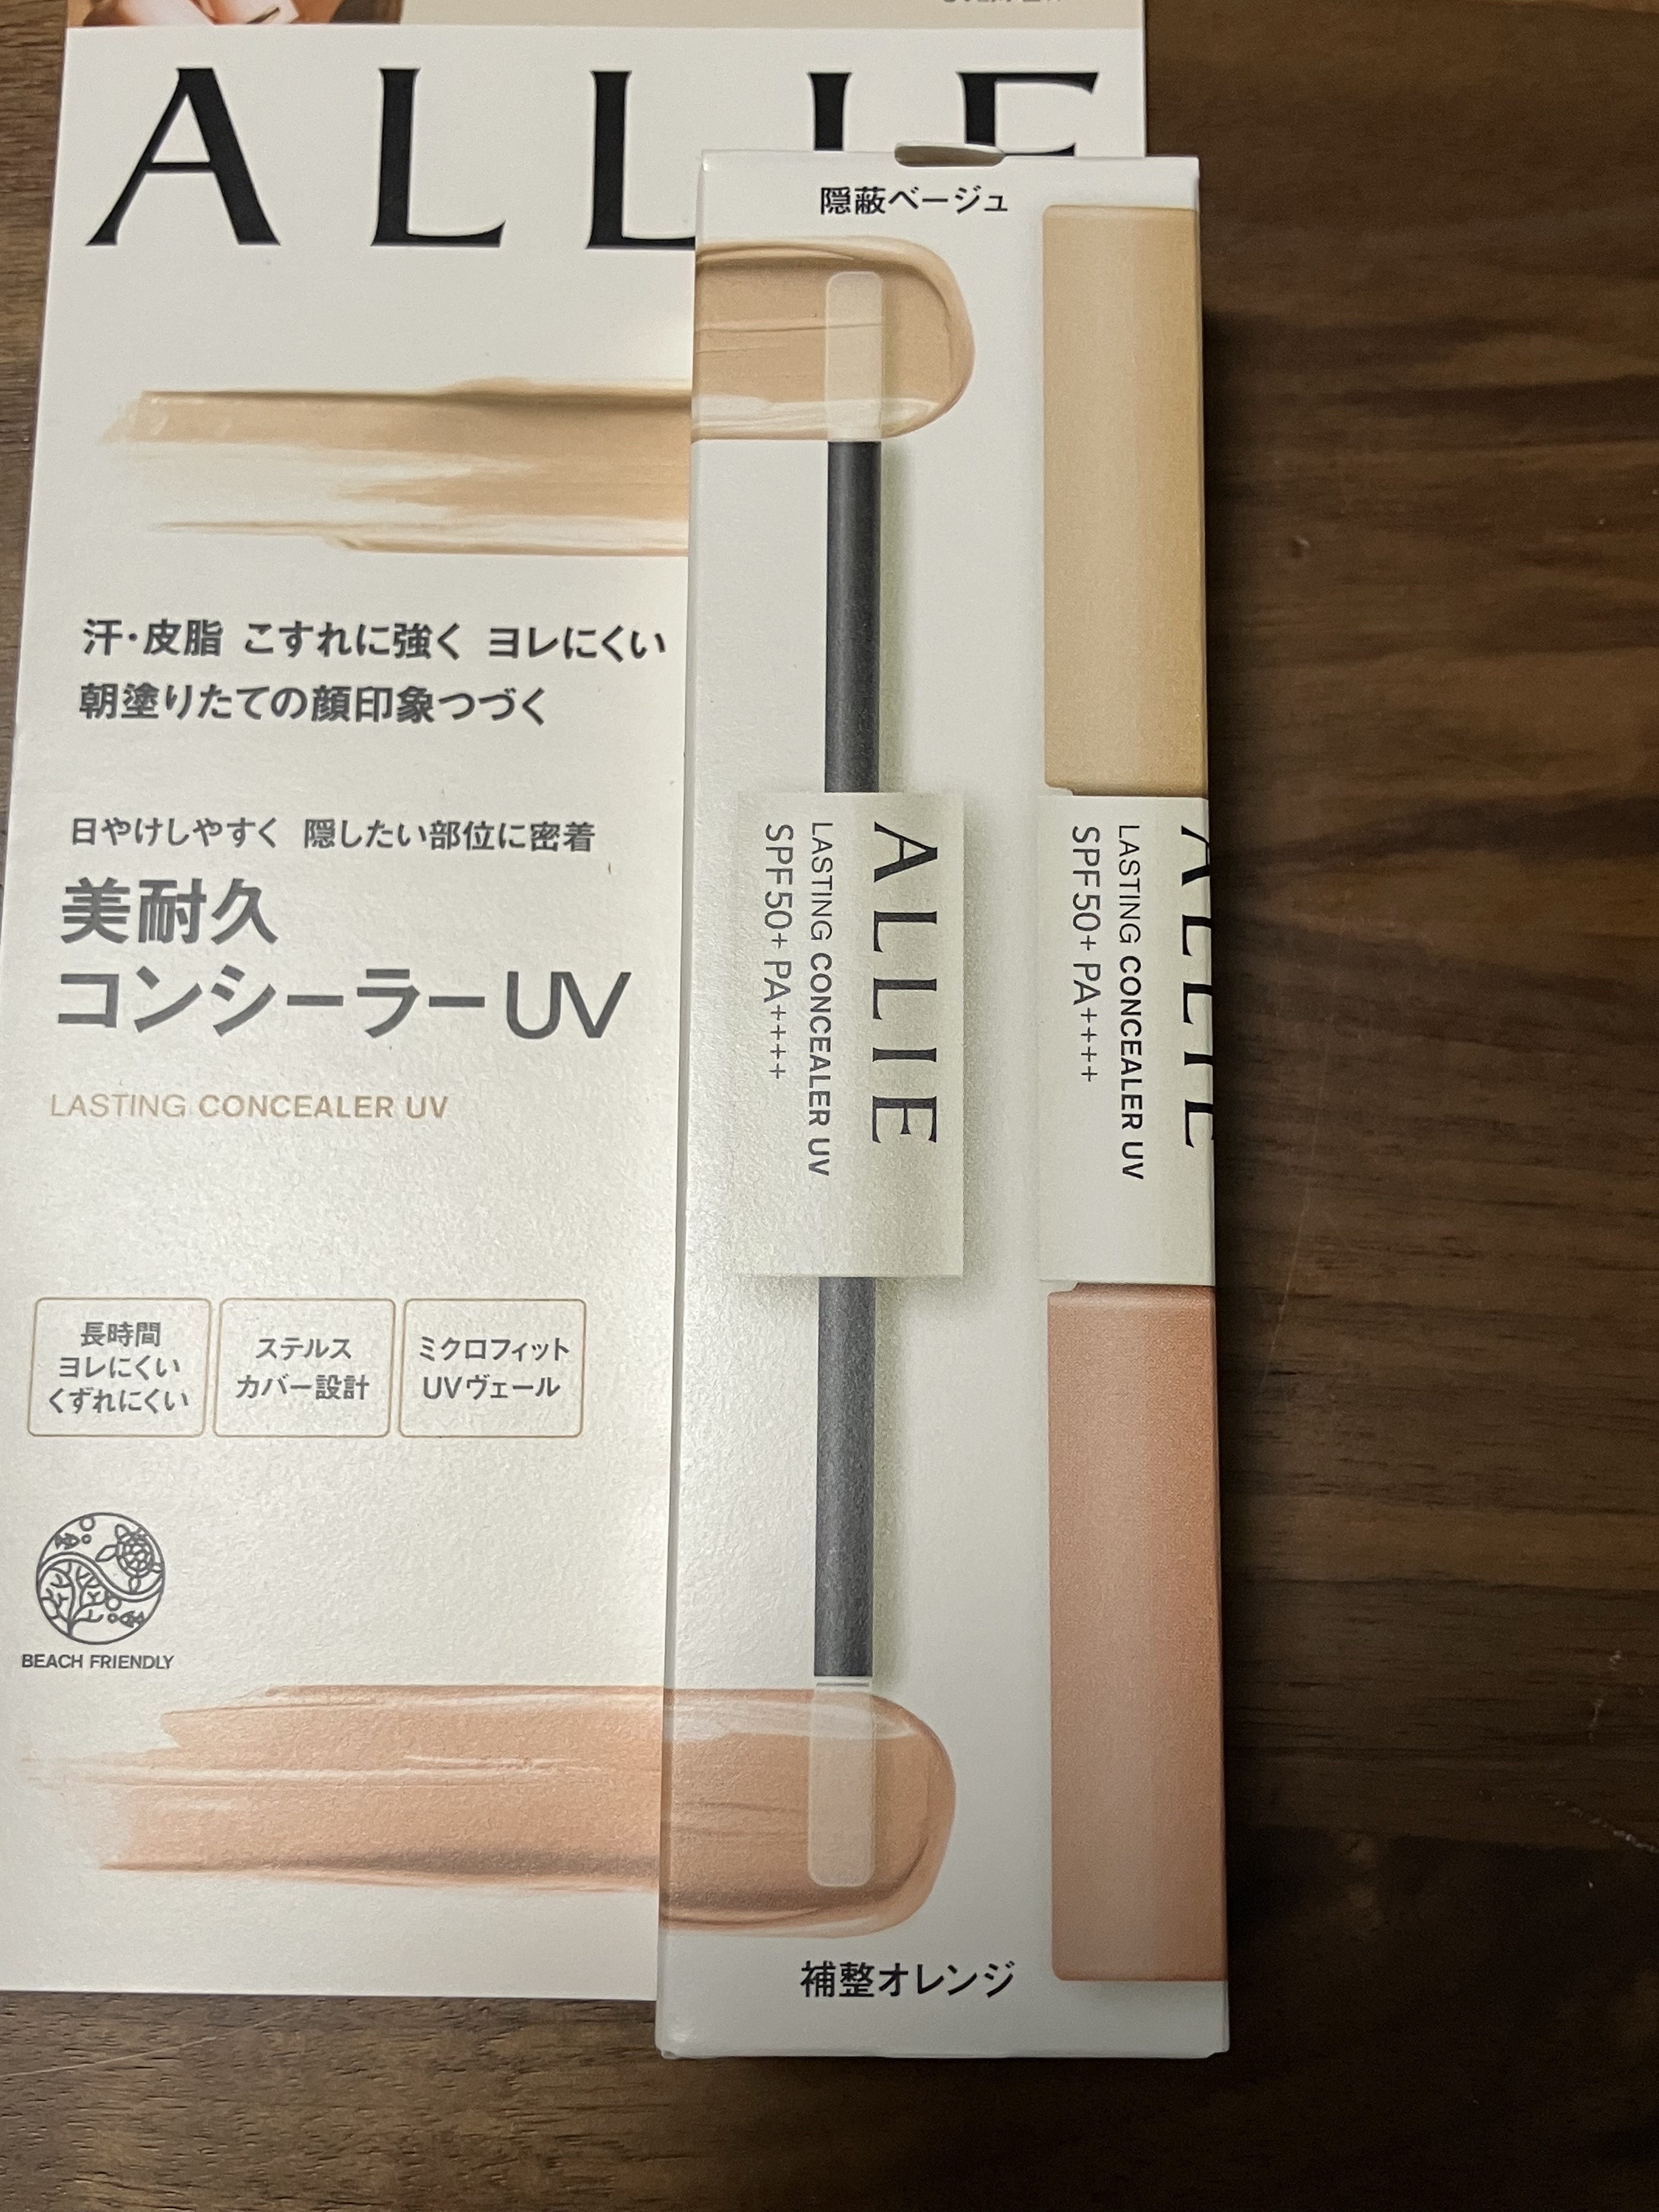 ALLIE
汗・皮脂 こすれに強く ヨレにくい
朝塗りたての顔印象つづく
日やけしやすく 隠したい部位に密着
美耐久
コンシーラーUV
LASTING CONCEALER UV
長時間
ヨレにくい
くずれにくい
ステルス
カバー設計
ミクロフィット
UVヴェール
BEACH FRIENDLY
隠蔽ベージュ
ALLIE
LASTING CONCEALER UV
SPF50+ PA++++
ALLIE
LASTING CONCEALER UV
SPF50+ PA++++
補整オレンジ